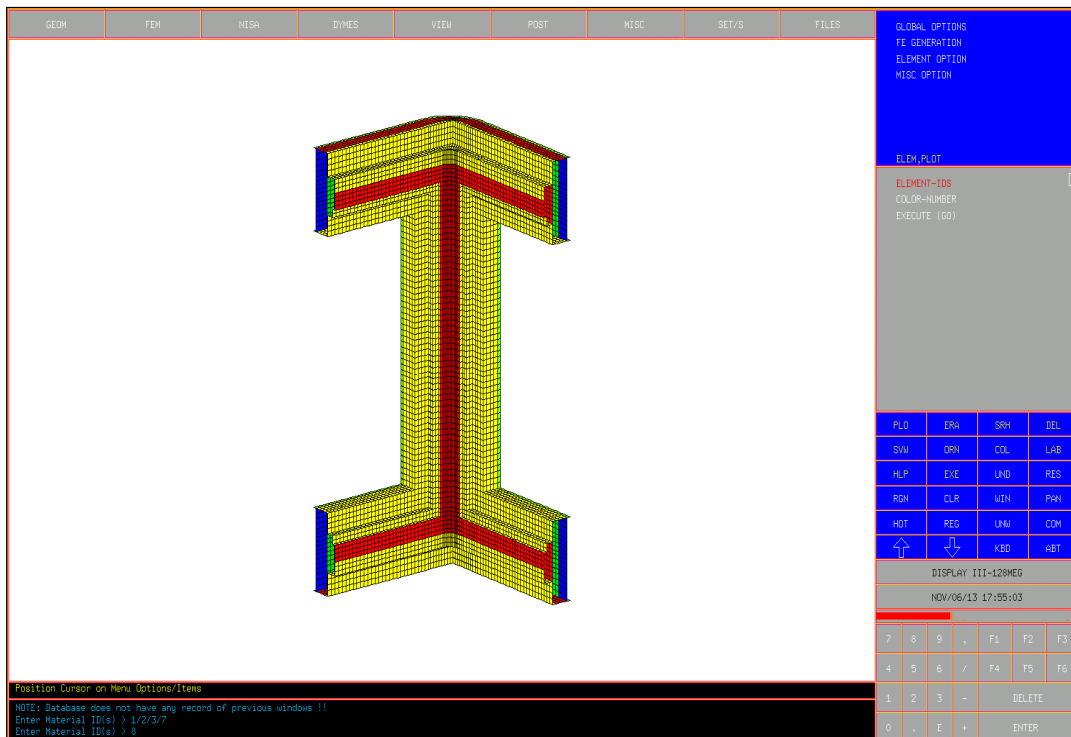 GEOM FEM NISA DYMES VIEW POST MISC SET/S FILES
GLOBAL OPTIONS
FE GENERATION
ELEMENT OPTION
MISC OPTION
ELEM,PLOT
ELEMENT-IDS
COLOR-NUMBER
EXECUTE (GO)
PLO ERA SRH DEL
SVW DRN COL LAB
HLP EXE UND RES
RGN CLR WIN PAN
HOT REG UNW COM
KBD ABT
DISPLAY III-128MEG
NOV/06/13 17:55:03
7 8 9 , F1 F2 F3
4 5 6 / F4 F5 F6
1 2 3 - DELETE
0 . E + ENTER
Position Cursor on Menu Options/Items
NOTE: Database does not have any record of previous windows !!
Enter Material ID(s) > 1/2/3/7
Enter Material ID(s) > 8